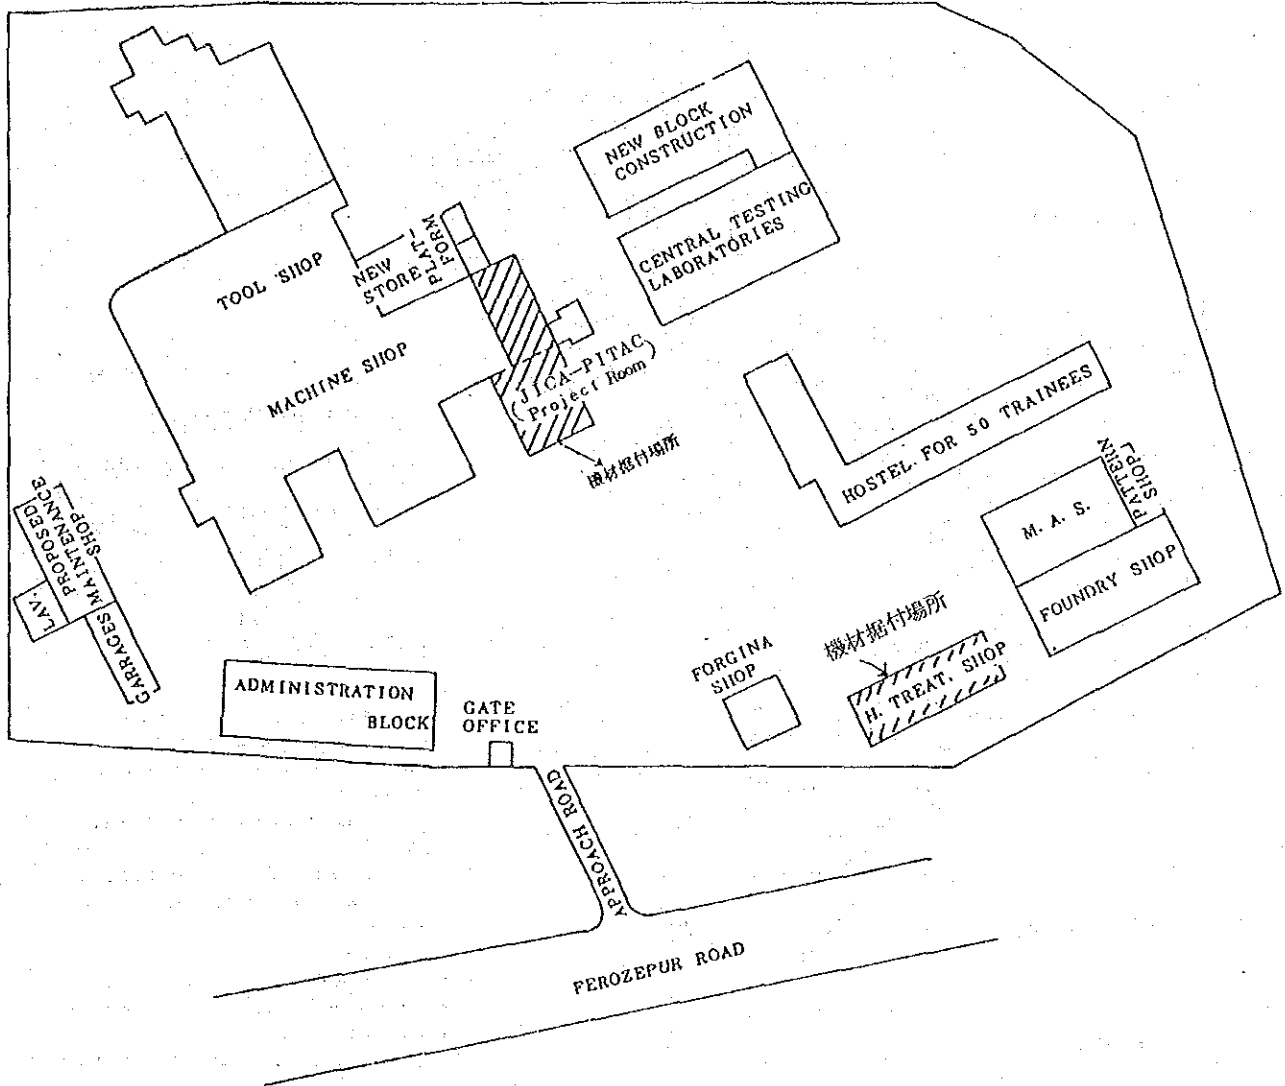 NEW BLOCK
CONSTRUCTION
CENTRAL TESTING
LABORATORIES
TOOL SHOP
NEW
STORE
PLAT-
FORM
MACHINE SHOP
(JICA-PITAC
Project Room)
機材据付場所
HOSTEL FOR 50 TRAINEES
PATTERN
SHOP
M. A. S.
FOUNDRY SHOP
PROPOSED
MAINTENANCE
SHOP
LAV.
GARRAGES
機材据付場所
FORGINA
SHOP
H. TREAT. SHOP
ADMINISTRATION
BLOCK
GATE
OFFICE
APPROACH ROAD
FEROZEPUR ROAD